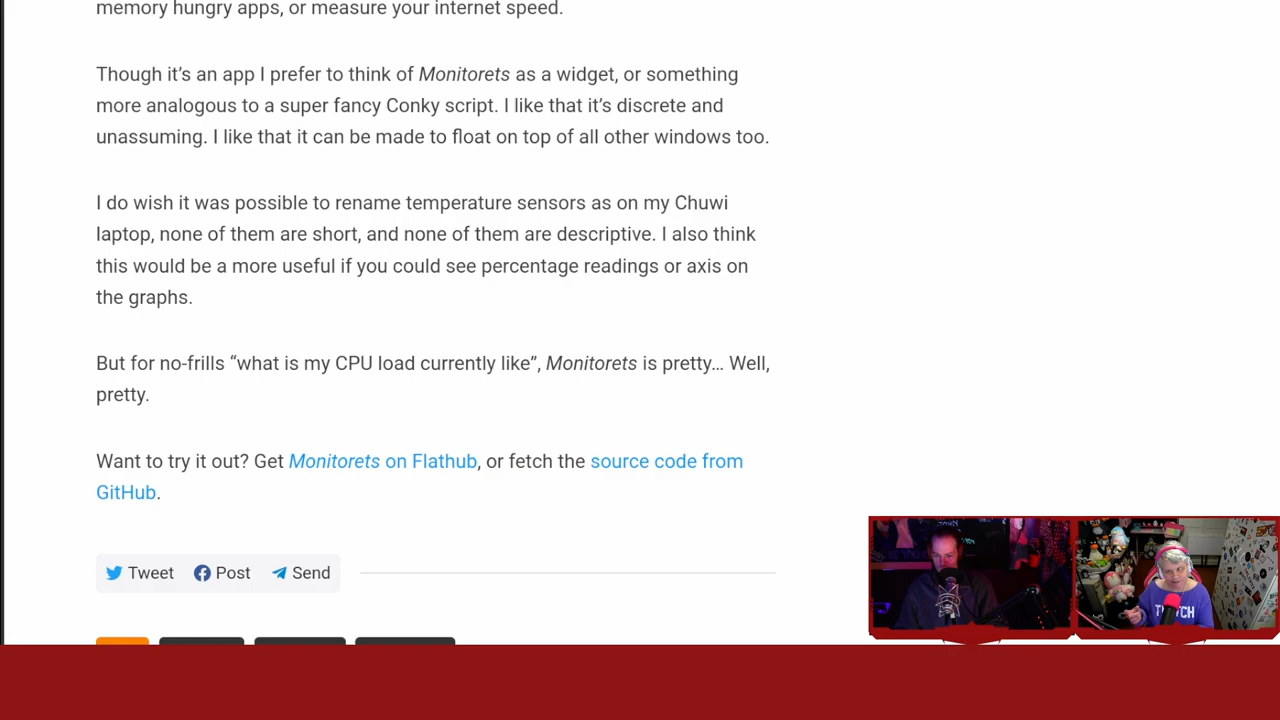 memory hungry apps, or measure your internet speed.
Though it’s an app I prefer to think of Monitorets as a widget, or something
more analogous to a super fancy Conky script. I like that it’s discrete and
unassuming. I like that it can be made to float on top of all other windows too.
I do wish it was possible to rename temperature sensors as on my Chuwi
laptop, none of them are short, and none of them are descriptive. I also think
this would be a more useful if you could see percentage readings or axis on
the graphs.
But for no-frills “what is my CPU load currently like”, Monitorets is pretty… Well,
pretty.
Want to try it out? Get Monitorets on Flathub, or fetch the source code from
GitHub.
Tweet Post Send